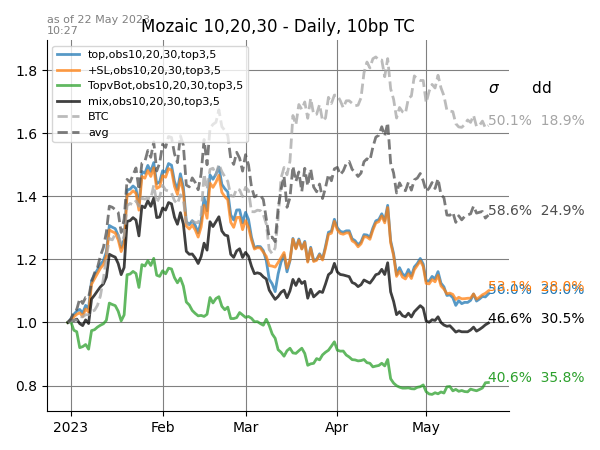 as of 22 May 2023
10:27
Mozaic 10,20,30 - Daily, 10bp TC
top,obs10,20,30,top3,5
+SL,obs10,20,30,top3,5
TopvBot,obs10,20,30,top3,5
mix,obs10,20,30,top3,5
BTC
avg
σ dd
50.1% 18.9%
58.6% 24.9%
46.6% 30.5%
40.6% 35.8%
1.8
1.6
1.4
1.2
1.0
0.8
2023 Feb Mar Apr May